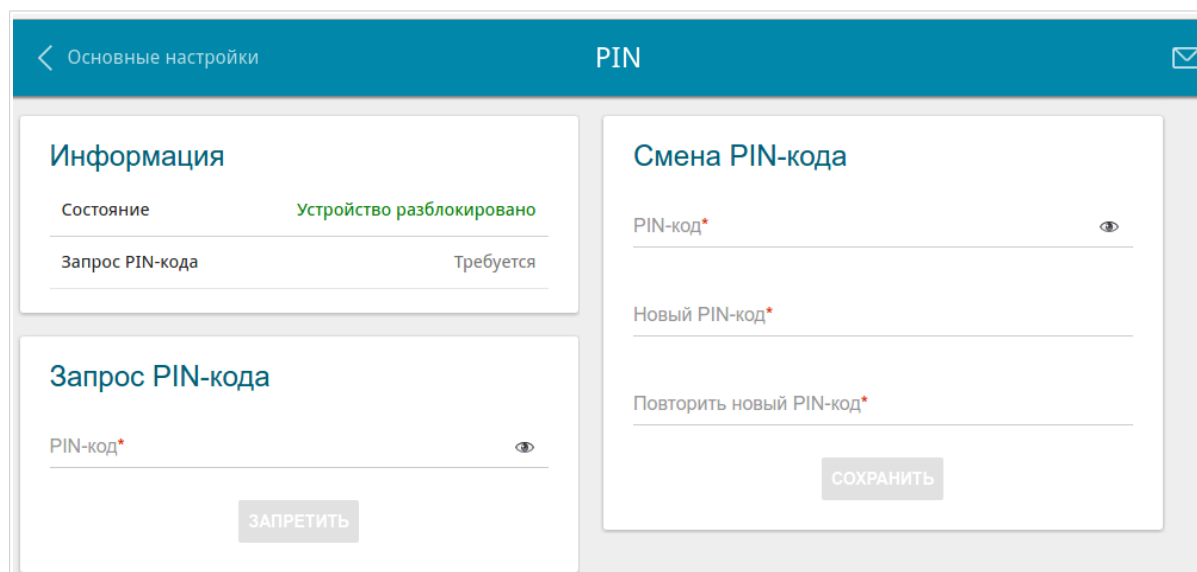 Основные настройки
PIN
Информация
Состояние Устройство разблокировано
Запрос PIN-кода Требуется
Запрос PIN-кода
PIN-код*
ЗАПРЕТИТЬ
Смена PIN-кода
PIN-код*
Новый PIN-код*
Повторить новый PIN-код*
СОХРАНИТЬ